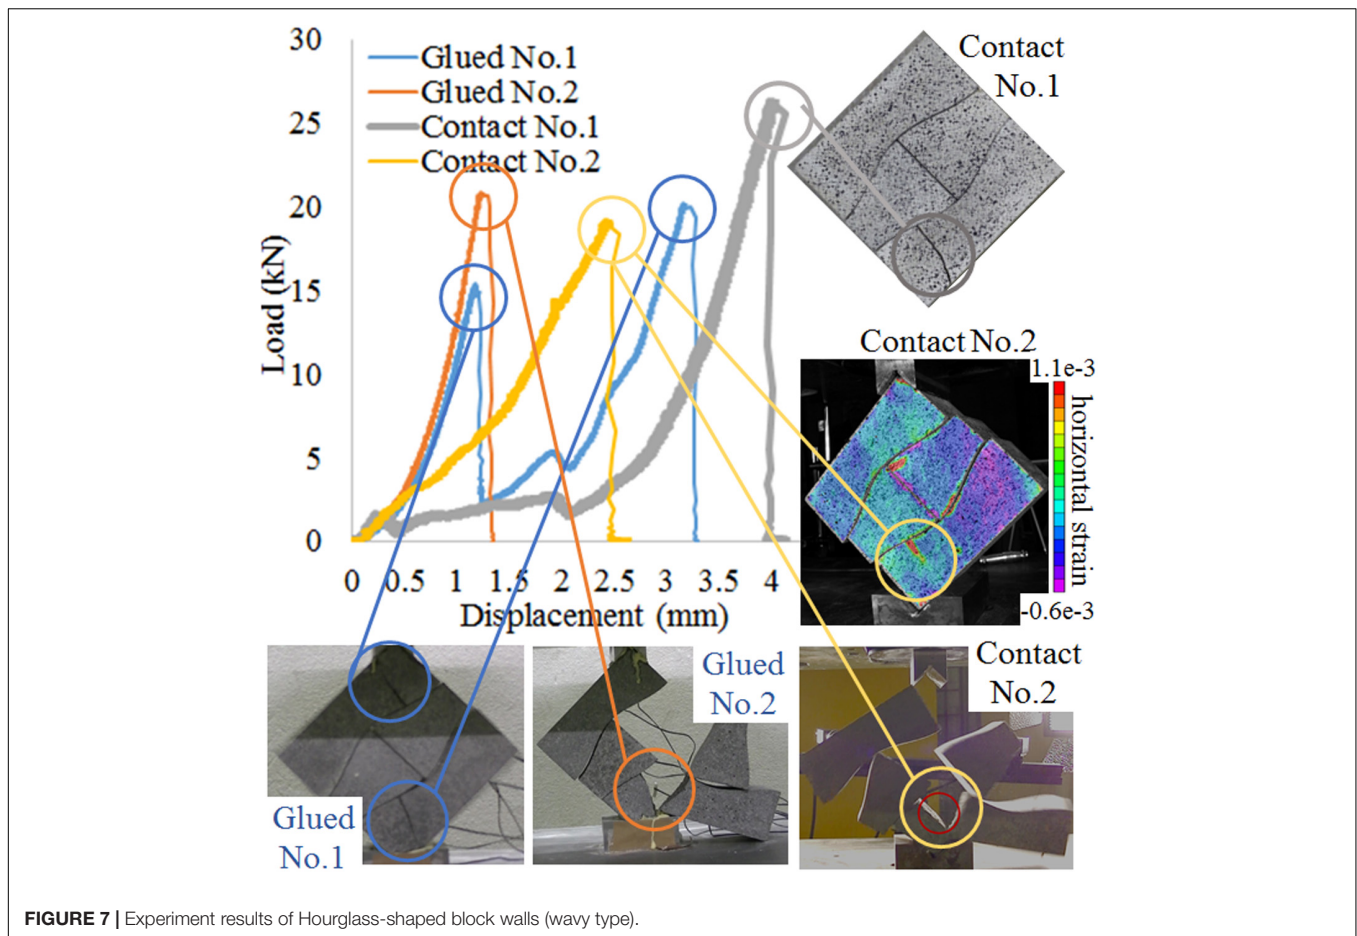 30
25
20
15
10
5
0
Load (kN)
0 0.5 1 1.5 2 2.5 3 3.5 4
Displacement (mm)
Glued No.1
Glued No.2
Contact No.1
Contact No.2
Contact
No.1
Contact No.2
1.1e-3
horizontal strain
-0.6e-3
Glued
No.1
Glued
No.2
Contact
No.2
FIGURE 7 | Experiment results of Hourglass-shaped block walls (wavy type).